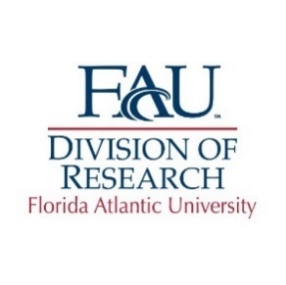 FAU
DIVISION OF
RESEARCH
Florida Atlantic University